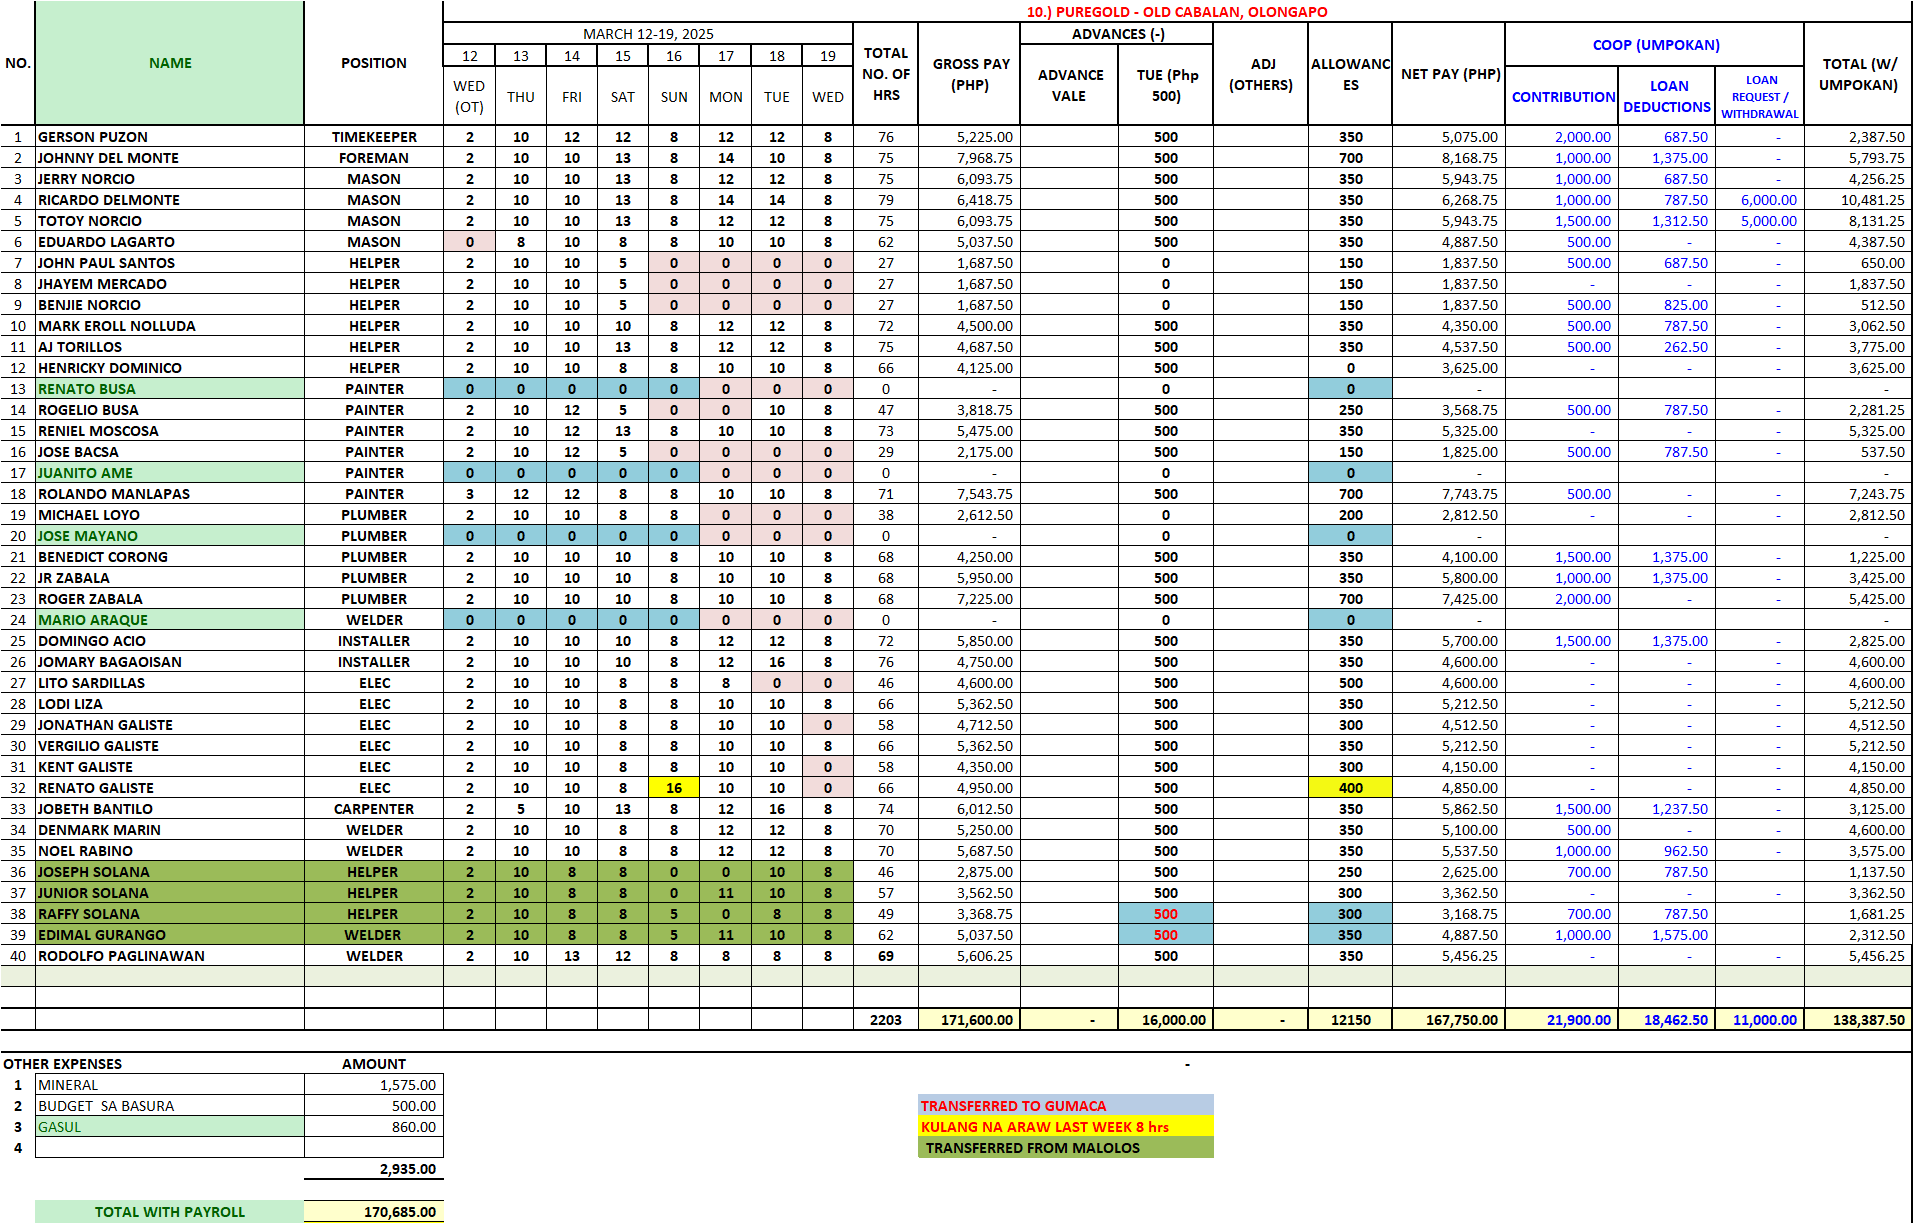 10.) PUREGOLD - OLD CABALAN, OLONGAPO
NO. NAME POSITION MARCH 12-19, 2025 TOTAL NO. OF HRS GROSS PAY (PHP) ADVANCES (-) ADJ (OTHERS) ALLOWANCES NET PAY (PHP) COOP (UMPOKAN) TOTAL (W/ UMPOKAN)
12 13 14 15 16 17 18 19 ADVANCE VALE TUE (Php 500) CONTRIBUTION LOAN DEDUCTIONS LOAN REQUEST / WITHDRAWAL
WED (OT) THU FRI SAT SUN MON TUE WED
1 GERSON PUZON TIMEKEEPER 2 10 12 12 8 12 12 8 76 5,225.00 500 350 5,075.00 2,000.00 687.50 - 2,387.50
2 JOHNNY DEL MONTE FOREMAN 2 10 10 13 8 14 10 8 75 7,968.75 500 700 8,168.75 1,000.00 1,375.00 - 5,793.75
3 JERRY NORCIO MASON 2 10 10 13 8 12 12 8 75 6,093.75 500 350 5,943.75 1,000.00 687.50 - 4,256.25
4 RICARDO DELMONTE MASON 2 10 10 13 8 14 14 8 79 6,418.75 500 350 6,268.75 1,000.00 787.50 6,000.00 10,481.25
5 TOTOY NORCIO MASON 2 10 10 13 8 12 12 8 75 6,093.75 500 350 5,943.75 1,500.00 1,312.50 5,000.00 8,131.25
6 EDUARDO LAGARTO MASON 0 8 10 8 8 10 10 8 62 5,037.50 500 350 4,887.50 500.00 - - 4,387.50
7 JOHN PAUL SANTOS HELPER 2 10 10 5 0 0 0 0 27 1,687.50 0 150 1,837.50 500.00 687.50 - 650.00
8 JHAYEM MERCADO HELPER 2 10 10 5 0 0 0 0 27 1,687.50 0 150 1,837.50 - - - 1,837.50
9 BENJIE NORCIO HELPER 2 10 10 5 0 0 0 0 27 1,687.50 0 150 1,837.50 500.00 825.00 - 512.50
10 MARK EROLL NOLLUDA HELPER 2 10 10 10 8 12 12 8 72 4,500.00 500 350 4,350.00 500.00 787.50 - 3,062.50
11 AJ TORILLOS HELPER 2 10 10 13 8 12 12 8 75 4,687.50 500 350 4,537.50 500.00 262.50 - 3,775.00
12 HENRICKY DOMINICO HELPER 2 10 10 8 8 10 10 8 66 4,125.00 500 0 3,625.00 - - - 3,625.00
13 RENATO BUSA PAINTER 0 0 0 0 0 0 0 0 0 - 0 0 - -
14 ROGELIO BUSA PAINTER 2 10 12 5 0 0 10 8 47 3,818.75 500 250 3,568.75 500.00 787.50 - 2,281.25
15 RENIEL MOSCOSA PAINTER 2 10 12 13 8 10 10 8 73 5,475.00 500 350 5,325.00 - - - 5,325.00
16 JOSE BACSA PAINTER 2 10 12 5 0 0 0 0 29 2,175.00 500 150 1,825.00 500.00 787.50 - 537.50
17 JUANITO AME PAINTER 0 0 0 0 0 0 0 0 0 - 0 0 - -
18 ROLANDO MANLAPAS PAINTER 3 12 12 8 8 10 10 8 71 7,543.75 500 700 7,743.75 500.00 - - 7,243.75
19 MICHAEL LOYO PLUMBER 2 10 10 8 8 0 0 0 38 2,612.50 0 200 2,812.50 - - - 2,812.50
20 JOSE MAYANO PLUMBER 0 0 0 0 0 0 0 0 0 - 0 0 - -
21 BENEDICT CORONG PLUMBER 2 10 10 10 8 10 10 8 68 4,250.00 500 350 4,100.00 1,500.00 1,375.00 - 1,225.00
22 JR ZABALA PLUMBER 2 10 10 10 8 10 10 8 68 5,950.00 500 350 5,800.00 1,000.00 1,375.00 - 3,425.00
23 ROGER ZABALA PLUMBER 2 10 10 10 8 10 10 8 68 7,225.00 500 700 7,425.00 2,000.00 - - 5,425.00
24 MARIO ARAQUE WELDER 0 0 0 0 0 0 0 0 0 - 0 0 - -
25 DOMINGO ACIO INSTALLER 2 10 10 10 8 12 12 8 72 5,850.00 500 350 5,700.00 1,500.00 1,375.00 - 2,825.00
26 JOMARY BAGAOISAN INSTALLER 2 10 10 10 8 12 16 8 76 4,750.00 500 350 4,600.00 - - - 4,600.00
27 LITO SARDILLAS ELEC 2 10 10 8 8 8 0 0 46 4,600.00 500 500 4,600.00 - - - 4,600.00
28 LODI LIZA ELEC 2 10 10 8 8 10 10 8 66 5,362.50 500 350 5,212.50 - - - 5,212.50
29 JONATHAN GALISTE ELEC 2 10 10 8 8 10 10 0 58 4,712.50 500 300 4,512.50 - - - 4,512.50
30 VERGILIO GALISTE ELEC 2 10 10 8 8 10 10 8 66 5,362.50 500 350 5,212.50 - - - 5,212.50
31 KENT GALISTE ELEC 2 10 10 8 8 10 10 0 58 4,350.00 500 300 4,150.00 - - - 4,150.00
32 RENATO GALISTE ELEC 2 10 10 8 16 10 10 0 66 4,950.00 500 400 4,850.00 - - - 4,850.00
33 JOBETH BANTILO CARPENTER 2 5 10 13 8 12 16 8 74 6,012.50 500 350 5,862.50 1,500.00 1,237.50 - 3,125.00
34 DENMARK MARIN WELDER 2 10 10 8 8 12 12 8 70 5,250.00 500 350 5,100.00 500.00 - - 4,600.00
35 NOEL RABINO WELDER 2 10 10 8 8 12 12 8 70 5,687.50 500 350 5,537.50 1,000.00 962.50 - 3,575.00
36 JOSEPH SOLANA HELPER 2 10 8 8 0 0 10 8 46 2,875.00 500 250 2,625.00 700.00 787.50 1,137.50
37 JUNIOR SOLANA HELPER 2 10 8 8 0 11 10 8 57 3,562.50 500 300 3,362.50 - - - 3,362.50
38 RAFFY SOLANA HELPER 2 10 8 8 5 0 8 8 49 3,368.75 500 300 3,168.75 700.00 787.50 1,681.25
39 EDIMAL GURANGO WELDER 2 10 8 8 5 11 10 8 62 5,037.50 500 350 4,887.50 1,000.00 1,575.00 2,312.50
40 RODOLFO PAGLINAWAN WELDER 2 10 13 12 8 8 8 8 69 5,606.25 500 350 5,456.25 - - - 5,456.25
2203 171,600.00 - 16,000.00 - 12150 167,750.00 21,900.00 18,462.50 11,000.00 138,387.50
OTHER EXPENSES AMOUNT -
1 MINERAL 1,575.00
2 BUDGET SA BASURA 500.00 TRANSFERRED TO GUMACA
3 GASUL 860.00 KULANG NA ARAW LAST WEEK 8 hrs
4 TRANSFERRED FROM MALOLOS
2,935.00
TOTAL WITH PAYROLL 170,685.00